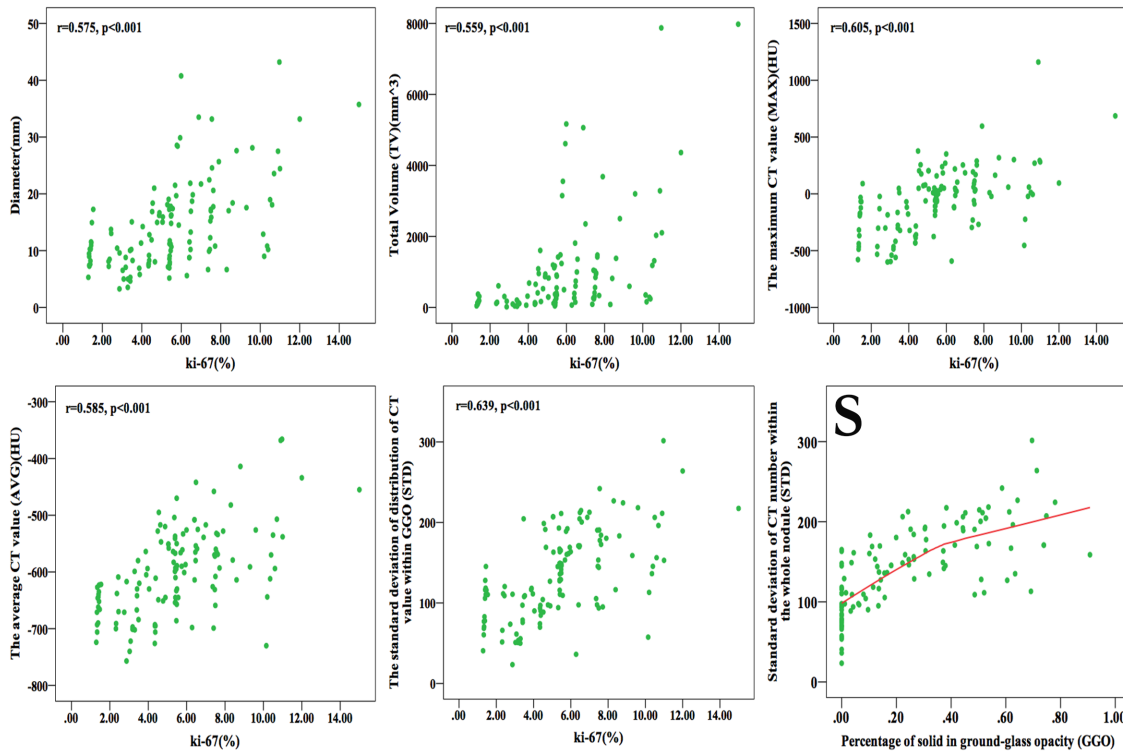 r=0.575, p<0.001
Diameter(mm)
50
40
30
20
10
0
.00 2.00 4.00 6.00 8.00 10.00 12.00 14.00
ki-67(%)
r=0.559, p<0.001
Total Volume (TV)(mm^3)
8000
6000
4000
2000
0
.00 2.00 4.00 6.00 8.00 10.00 12.00 14.00
ki-67(%)
r=0.605, p<0.001
The maximum CT value (MAX)(HU)
1500
1000
500
0
-500
-1000
.00 2.00 4.00 6.00 8.00 10.00 12.00 14.00
ki-67(%)
r=0.585, p<0.001
The average CT value (AVG)(HU)
-300
-400
-500
-600
-700
-800
.00 2.00 4.00 6.00 8.00 10.00 12.00 14.00
ki-67(%)
r=0.639, p<0.001
The standard deviation of distribution of CT
value within GGO (STD)
300
200
100
0
.00 2.00 4.00 6.00 8.00 10.00 12.00 14.00
ki-67(%)
S
Standard deviation of CT number within
the whole nodule (STD)
300
200
100
0
.00 .20 .40 .60 .80 1.00
Percentage of solid in ground-glass opacity (GGO)